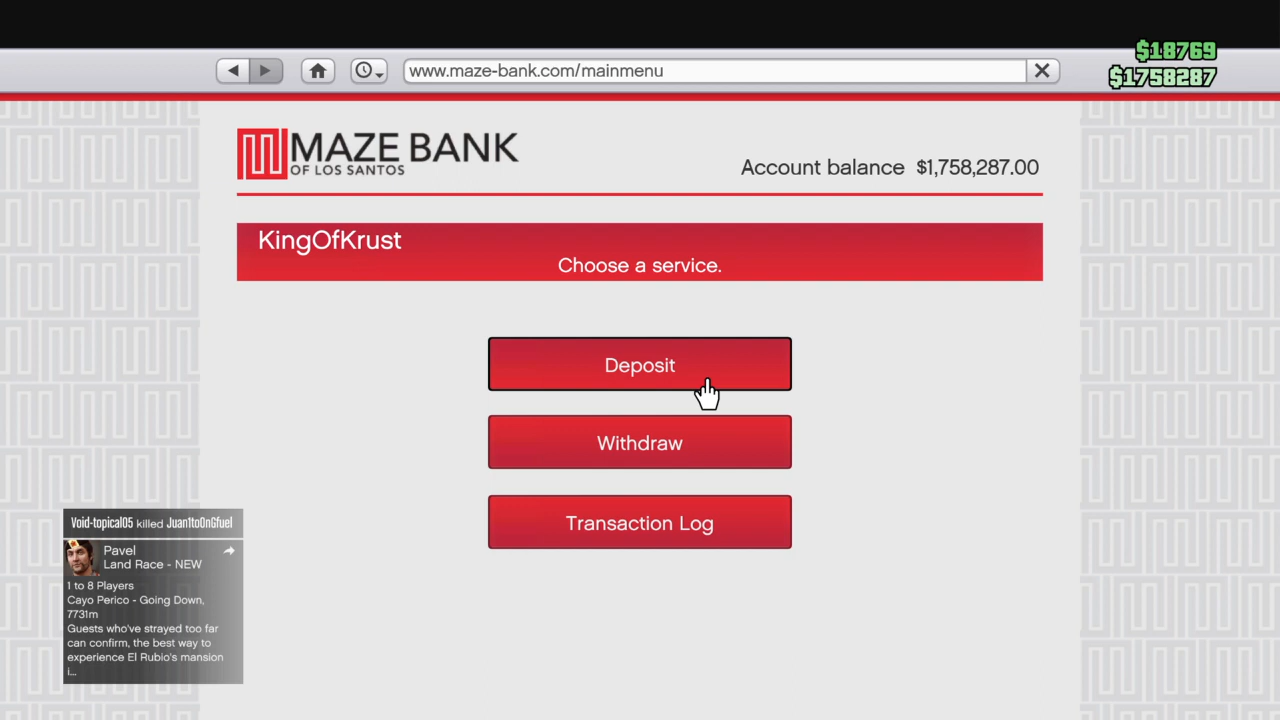 www.maze-bank.com/mainmenu
$18769
$1758287
MAZE BANK
OF LOS SANTOS
Account balance $1,758,287.00
KingOfKrust
Choose a service.
Deposit
Withdraw
Transaction Log
Void-topical05 killed Juan1toOnGfuel
Pavel
Land Race - NEW
1 to 8 Players
Cayo Perico - Going Down,
7731m
Guests who've strayed too far
can confirm, the best way to
experience El Rubio's mansion
i...